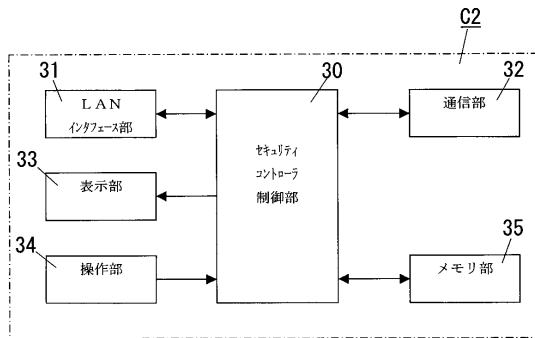 C2
31
30
32
LAN
ｲﾝﾀﾌｪｰｽ部
通信部
ｾｷｭﾘﾃｨ
ｺﾝﾄﾛｰﾗ
制御部
33
表示部
34
操作部
35
メモリ部